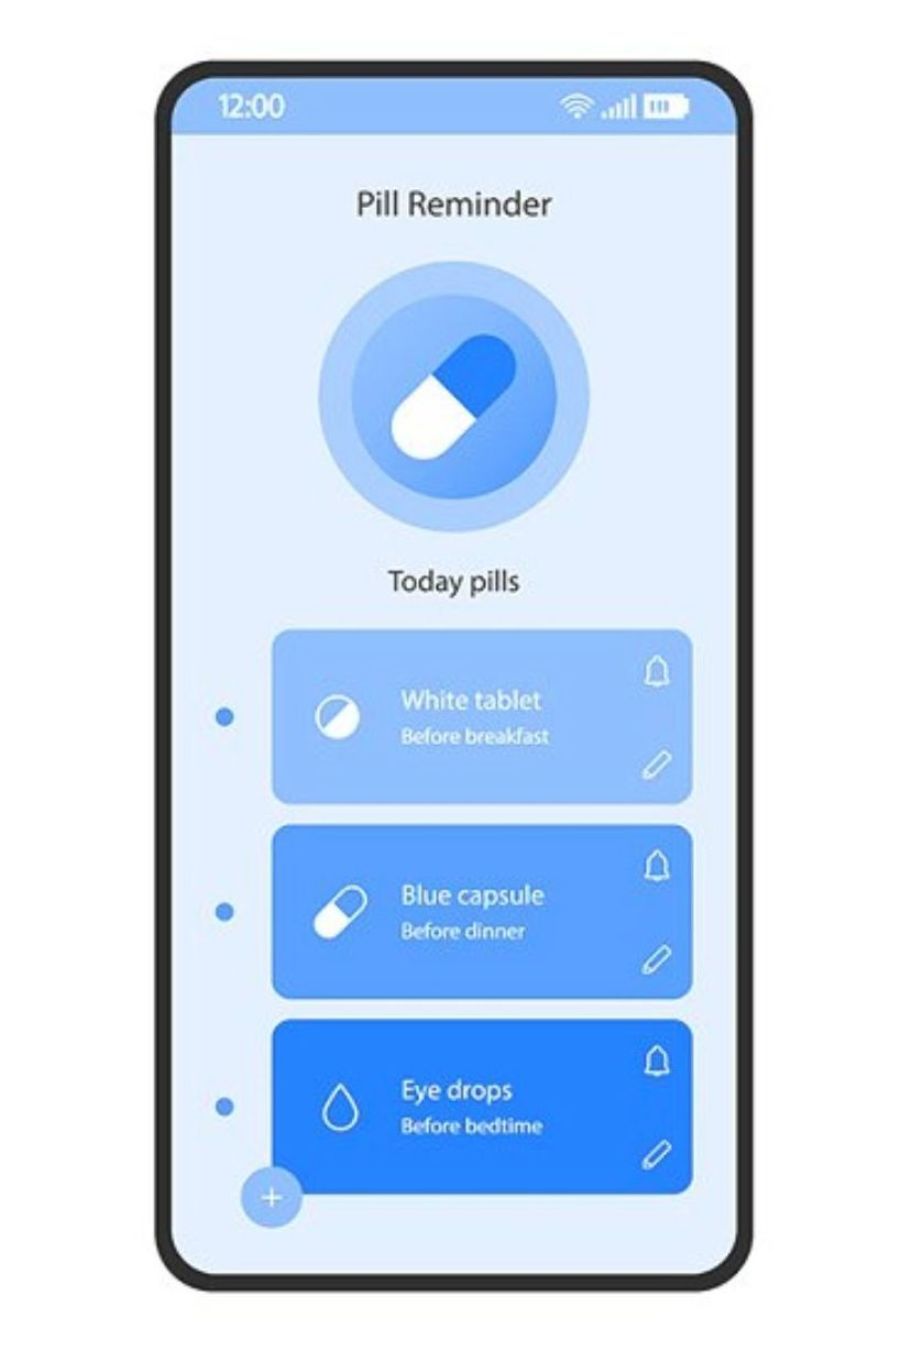 12:00
Pill Reminder
Today pills
White tablet
Before breakfast
Blue capsule
Before dinner
Eye drops
Before bedtime
+